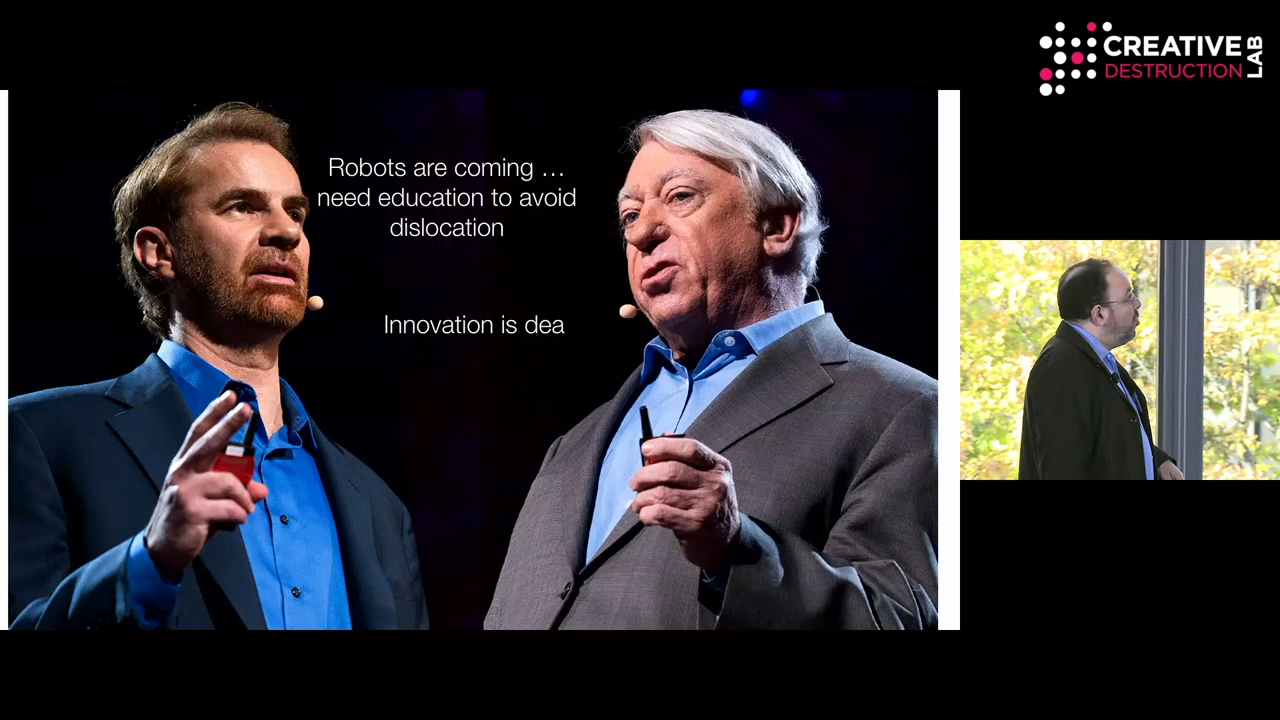 CREATIVE
DESTRUCTION
LAB
Robots are coming …
need education to avoid
dislocation
Innovation is dea